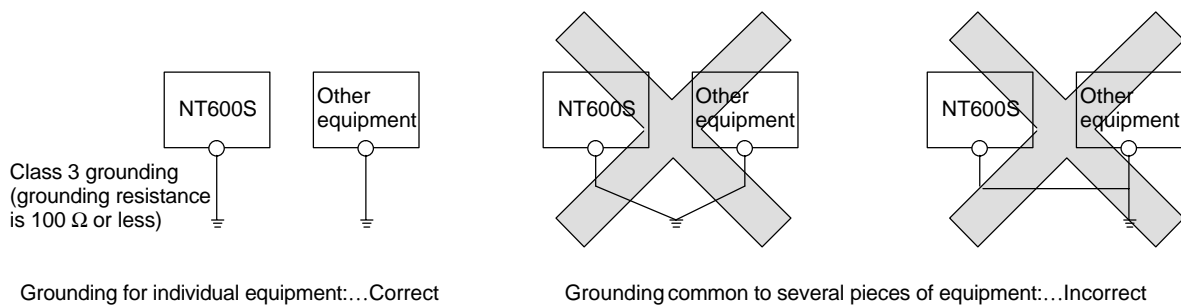 NT600S
Other
equipment
Class 3 grounding
(grounding resistance
is 100 Ω or less)
Grounding for individual equipment:…Correct
NT600S
Other
equipment
NT600S
Other
equipment
Grounding common to several pieces of equipment:…Incorrect